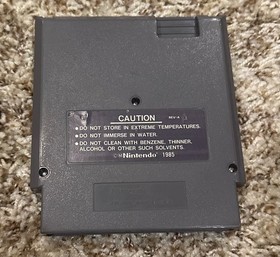 CAUTION
REV-A
●DO NOT STORE IN EXTREME TEMPERATURES.
●DO NOT IMMERSE IN WATER.
●DO NOT CLEAN WITH BENZENE, THINNER,
ALCOHOL OR OTHER SUCH SOLVENTS.
©Nintendo 1985